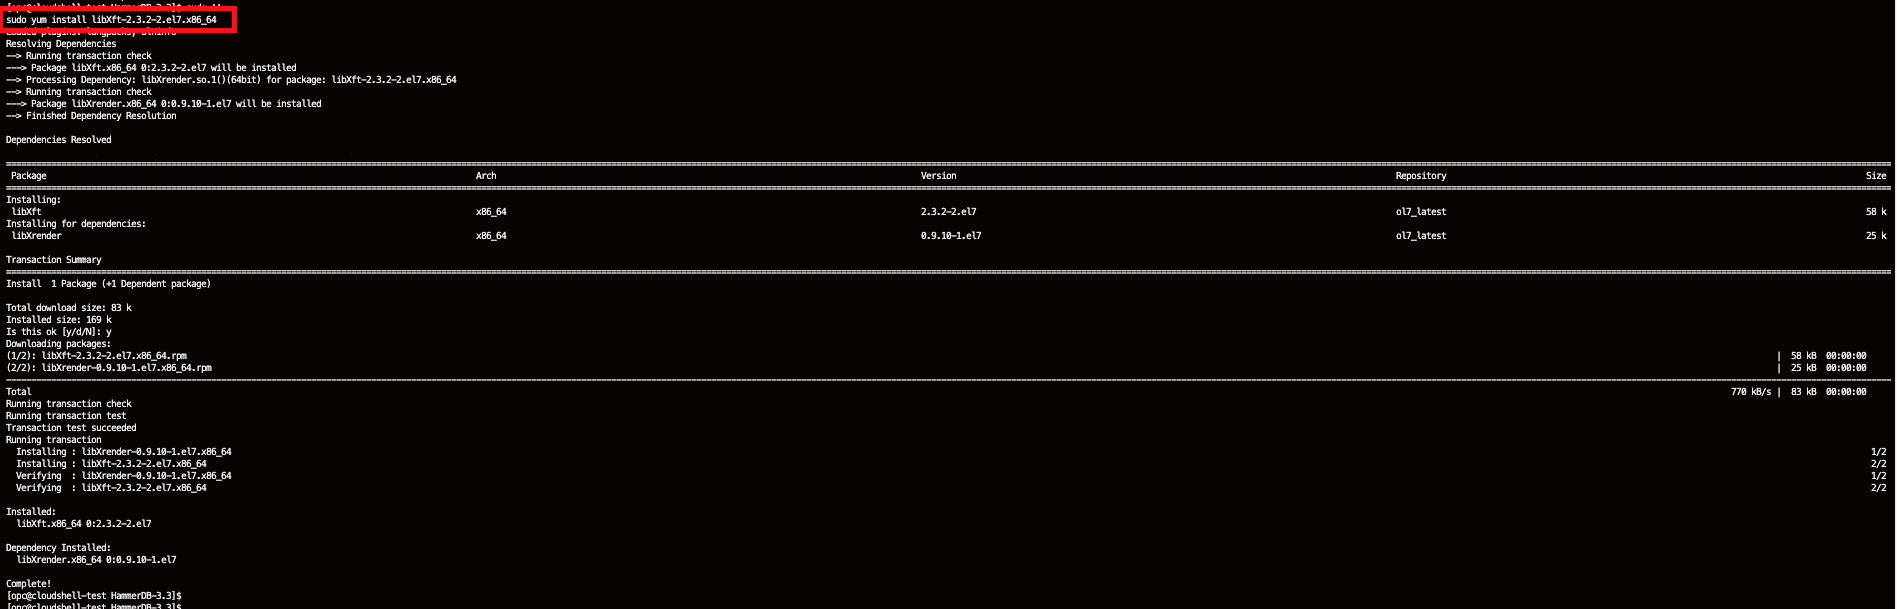 [opc@cloudshell-test HammerDB-3.3]$ sudo !!
sudo yum install libXft-2.3.2-2.el7.x86_64
Loaded plugins: langpacks, ulninfo
Resolving Dependencies
--> Running transaction check
---> Package libXft.x86_64 0:2.3.2-2.el7 will be installed
--> Processing Dependency: libXrender.so.1()(64bit) for package: libXft-2.3.2-2.el7.x86_64
--> Running transaction check
---> Package libXrender.x86_64 0:0.9.10-1.el7 will be installed
--> Finished Dependency Resolution
Dependencies Resolved
Package Arch Version Repository Size
Installing:
libXft x86_64 2.3.2-2.el7 ol7_latest 58 k
Installing for dependencies:
libXrender x86_64 0.9.10-1.el7 ol7_latest 25 k
Transaction Summary
Install  1 Package (+1 Dependent package)
Total download size: 83 k
Installed size: 169 k
Is this ok [y/d/N]: y
Downloading packages:
(1/2): libXft-2.3.2-2.el7.x86_64.rpm | 58 kB 00:00:00
(2/2): libXrender-0.9.10-1.el7.x86_64.rpm | 25 kB 00:00:00
Total 770 kB/s | 83 kB 00:00:00
Running transaction check
Running transaction test
Transaction test succeeded
Running transaction
Installing : libXrender-0.9.10-1.el7.x86_64 1/2
Installing : libXft-2.3.2-2.el7.x86_64 2/2
Verifying  : libXrender-0.9.10-1.el7.x86_64 1/2
Verifying  : libXft-2.3.2-2.el7.x86_64 2/2
Installed:
libXft.x86_64 0:2.3.2-2.el7
Dependency Installed:
libXrender.x86_64 0:0.9.10-1.el7
Complete!
[opc@cloudshell-test HammerDB-3.3]$
[opc@cloudshell-test HammerDB-3.3]$